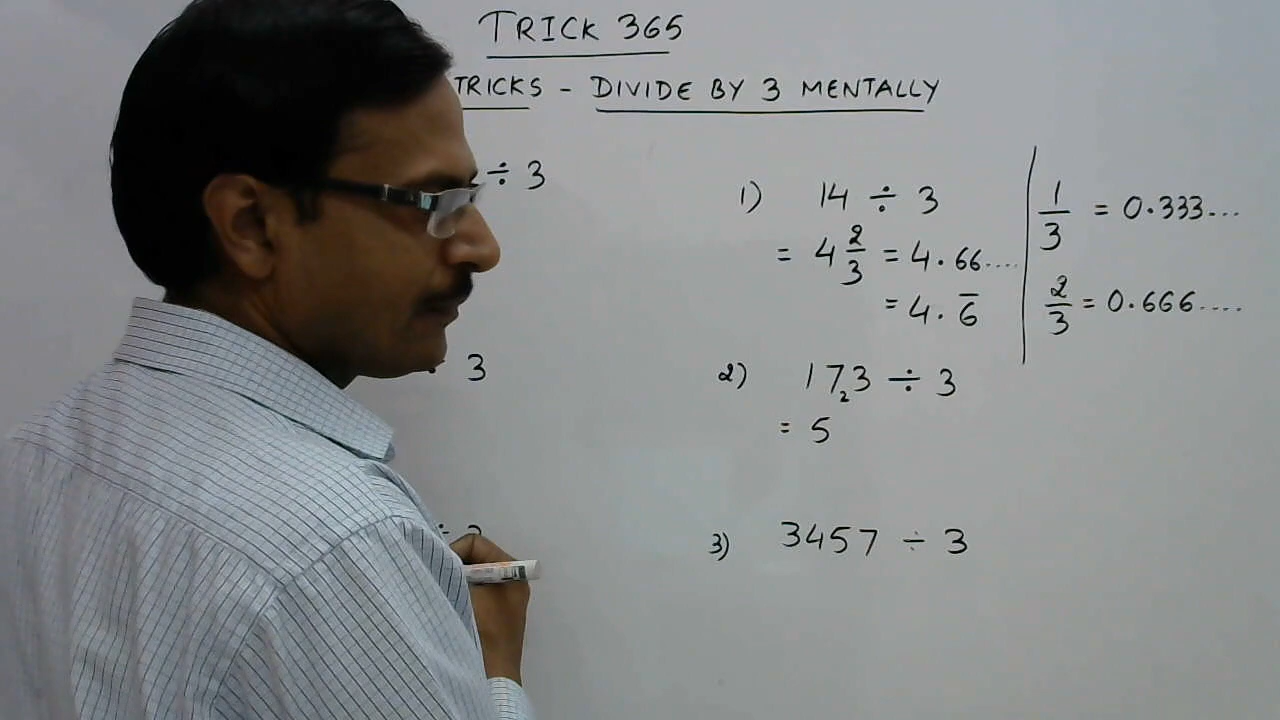 TRICK 365
TRICKS - DIVIDE BY 3 MENTALLY
÷ 3
3
1) 14 ÷ 3
= 4 2/3 = 4.66....
= 4.6̅
1/3 = 0.333...
2/3 = 0.666....
2) 17₂3 ÷ 3
= 5
3) 3457 ÷ 3